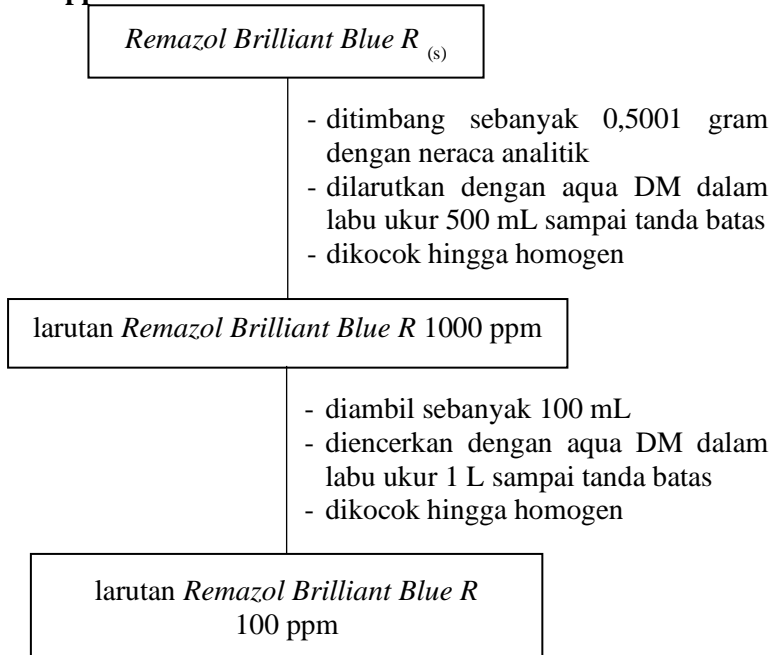 Remazol Brilliant Blue R (s)
- ditimbang sebanyak 0,5001 gram
dengan neraca analitik
- dilarutkan dengan aqua DM dalam
labu ukur 500 mL sampai tanda batas
- dikocok hingga homogen
larutan Remazol Brilliant Blue R 1000 ppm
- diambil sebanyak 100 mL
- diencerkan dengan aqua DM dalam
labu ukur 1 L sampai tanda batas
- dikocok hingga homogen
larutan Remazol Brilliant Blue R
100 ppm